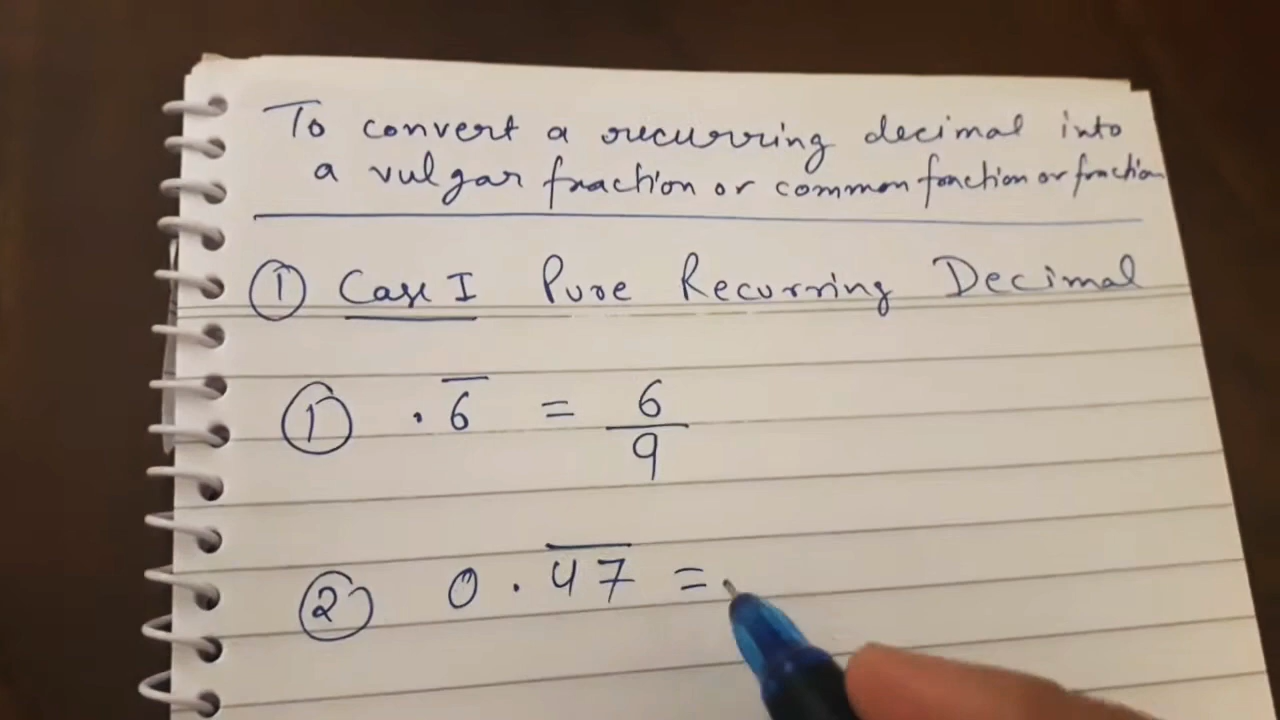 To convert a recurring decimal into
a vulgar fraction or common fraction or fraction
① Case I Pure Recurring Decimal
① .6̅ = 6/9
② 0.4̅7̅ =